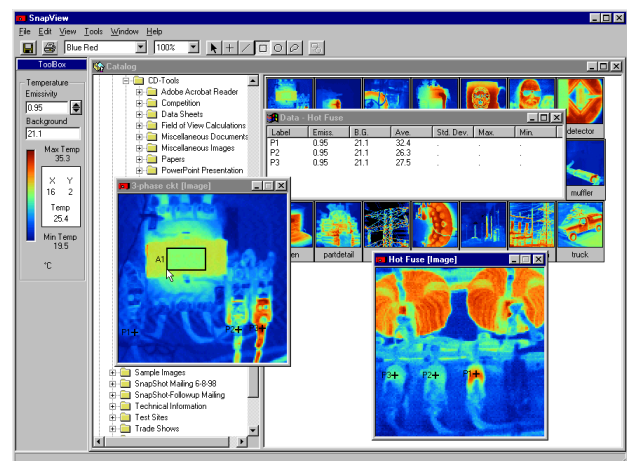 SnapView
File Edit View Tools Window Help
Blue Red 100%
ToolBox
Temperature
Emissivity
0.95
Background
21.1
Max Temp
35.3
X Y
16 2
Temp
25.4
Min Temp
19.5
°C
Catalog
CD-Tools
Adobe Acrobat Reader
Competition
Data Sheets
Field of View Calculations
Miscellaneous Documents
Miscellaneous Images
Papers
PowerPoint Presentation
Sample Images
SnapShot Mailing 6-8-98
SnapShot-Followup Mailing
Technical Information
Test Sites
Trade Shows
detector
muffler
partdetail
truck
Data - Hot Fuse
Label Emiss. B.G. Ave. Std. Dev. Max. Min.
P1 0.95 21.1 32.4 . . .
P2 0.95 21.1 26.3 . . .
P3 0.95 21.1 27.5 . . .
3-phase ckt [Image]
A1
P1 P2 P3
Hot Fuse [Image]
P3 P2 P1